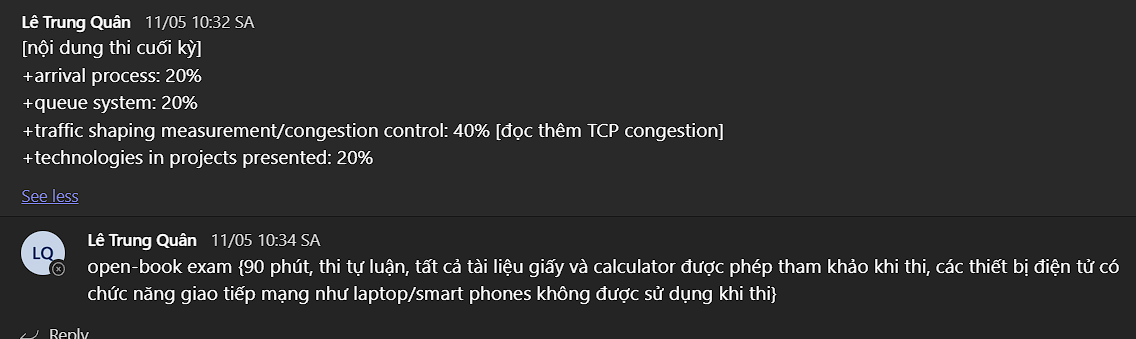 Lê Trung Quân 11/05 10:32 SA
[nội dung thi cuối kỳ]
+arrival process: 20%
+queue system: 20%
+traffic shaping measurement/congestion control: 40% [đọc thêm TCP congestion]
+technologies in projects presented: 20%
See less
LQ
Lê Trung Quân 11/05 10:34 SA
open-book exam {90 phút, thi tự luận, tất cả tài liệu giấy và calculator được phép tham khảo khi thi, các thiết bị điện tử có
chức năng giao tiếp mạng như laptop/smart phones không được sử dụng khi thi}
Reply